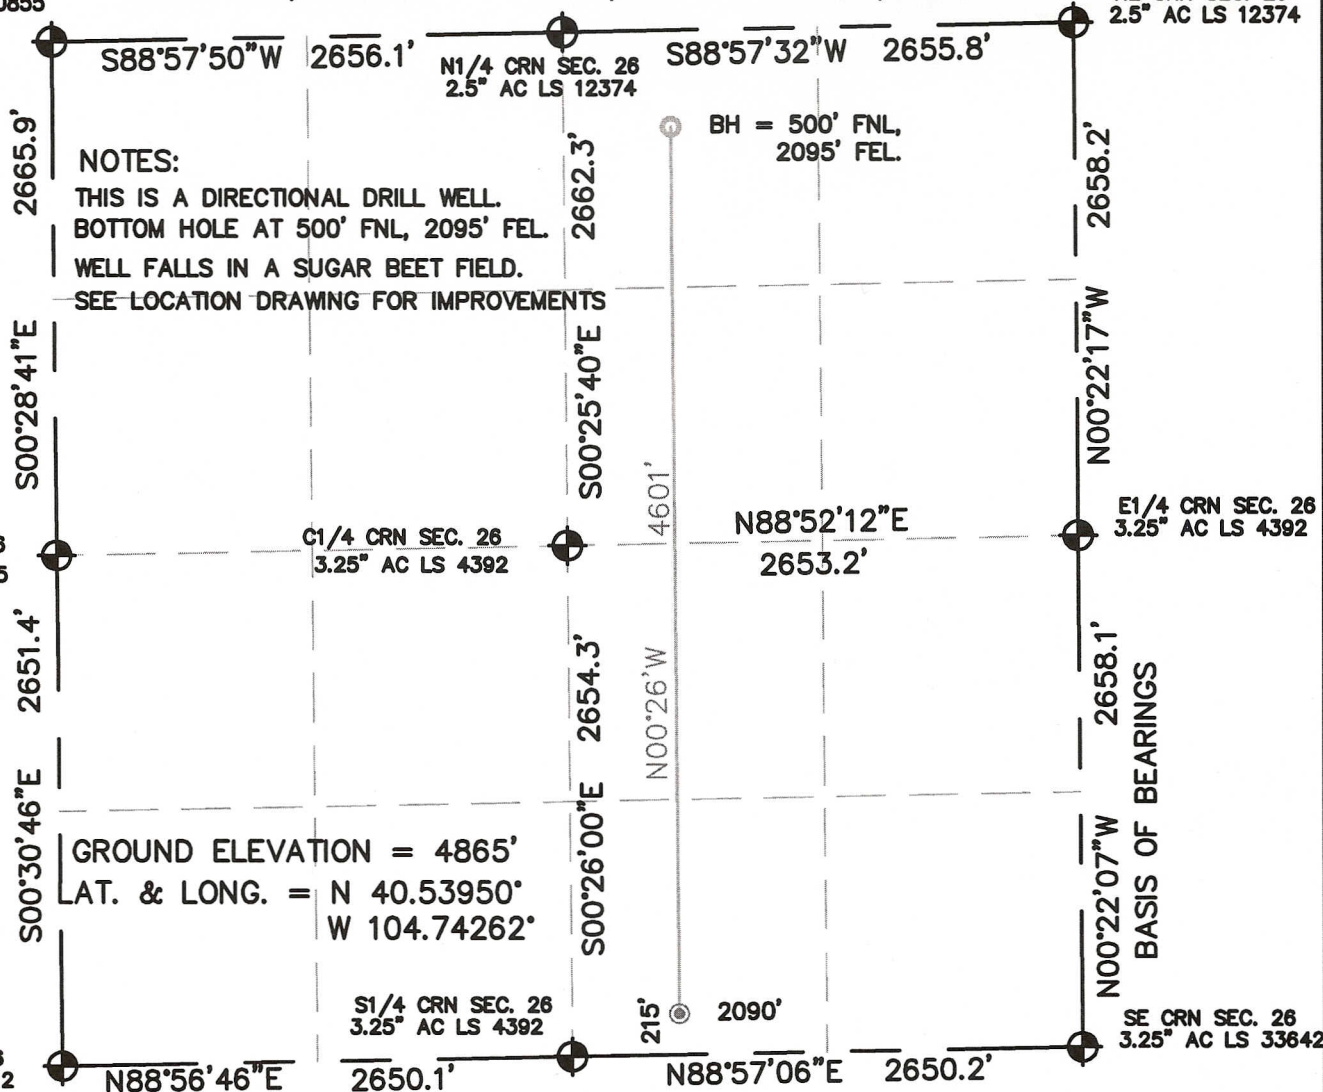 0855
2.5" AC LS 12374
S88°57'50"W 2656.1'
N1/4 CRN SEC. 26
2.5" AC LS 12374
S88°57'32"W 2655.8'
2665.9'
NOTES:
THIS IS A DIRECTIONAL DRILL WELL.
BOTTOM HOLE AT 500' FNL, 2095' FEL.
WELL FALLS IN A SUGAR BEET FIELD.
SEE LOCATION DRAWING FOR IMPROVEMENTS
2662.3'
BH = 500' FNL,
2095' FEL.
2658.2'
S00°28'41"E
S00°25'40"E
N00°22'17"W
4601'
C1/4 CRN SEC. 26
3.25" AC LS 4392
N88°52'12"E
2653.2'
E1/4 CRN SEC. 26
3.25" AC LS 4392
2651.4'
2654.3'
N00°26'W
2658.1'
BASIS OF BEARINGS
S00°30'46"E
GROUND ELEVATION = 4865'
LAT. & LONG. = N 40.53950°
W 104.74262°
S00°26'00"E
N00°22'07"W
S1/4 CRN SEC. 26
3.25" AC LS 4392
215'
2090'
SE CRN SEC. 26
3.25" AC LS 33642
N88°56'46"E 2650.1'
N88°57'06"E 2650.2'